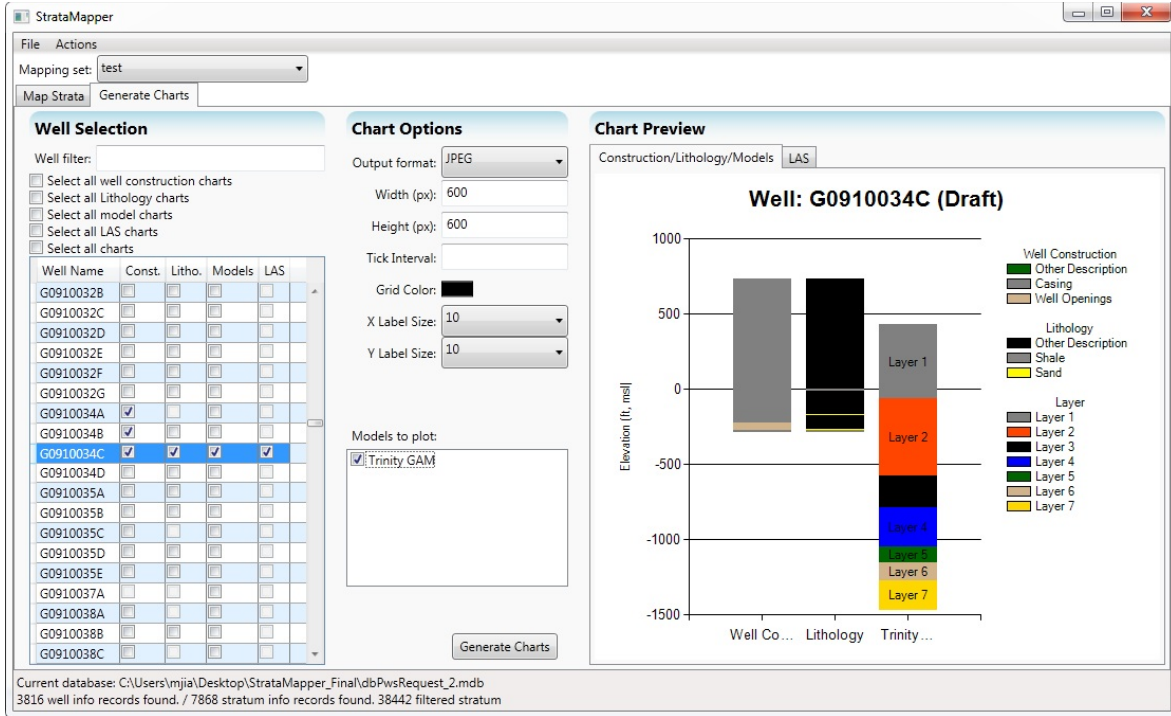 StrataMapper
File Actions
Mapping set: test
Map Strata Generate Charts
Well Selection
Well filter:
Select all well construction charts
Select all Lithology charts
Select all model charts
Select all LAS charts
Select all charts
Well Name Const. Litho. Models LAS
G0910032B
G0910032C
G0910032D
G0910032E
G0910032F
G0910032G
G0910034A
G0910034B
G0910034C
G0910034D
G0910035A
G0910035B
G0910035C
G0910035D
G0910035E
G0910037A
G0910038A
G0910038B
G0910038C
Chart Options
Output format: JPEG
Width (px): 600
Height (px): 600
Tick Interval:
Grid Color:
X Label Size: 10
Y Label Size: 10
Models to plot:
Trinity GAM
Generate Charts
Chart Preview
Construction/Lithology/Models LAS
Well: G0910034C (Draft)
Elevation (ft, msl)
1000
500
0
-500
-1000
-1500
Layer 1
Layer 2
Layer 4
Layer 5
Layer 6
Layer 7
Well Co... Lithology Trinity...
Well Construction
Other Description
Casing
Well Openings
Lithology
Other Description
Shale
Sand
Layer
Layer 1
Layer 2
Layer 3
Layer 4
Layer 5
Layer 6
Layer 7
Current database: C:\Users\mjia\Desktop\StrataMapper_Final\dbPwsRequest_2.mdb
3816 well info records found. / 7868 stratum info records found. 38442 filtered stratum